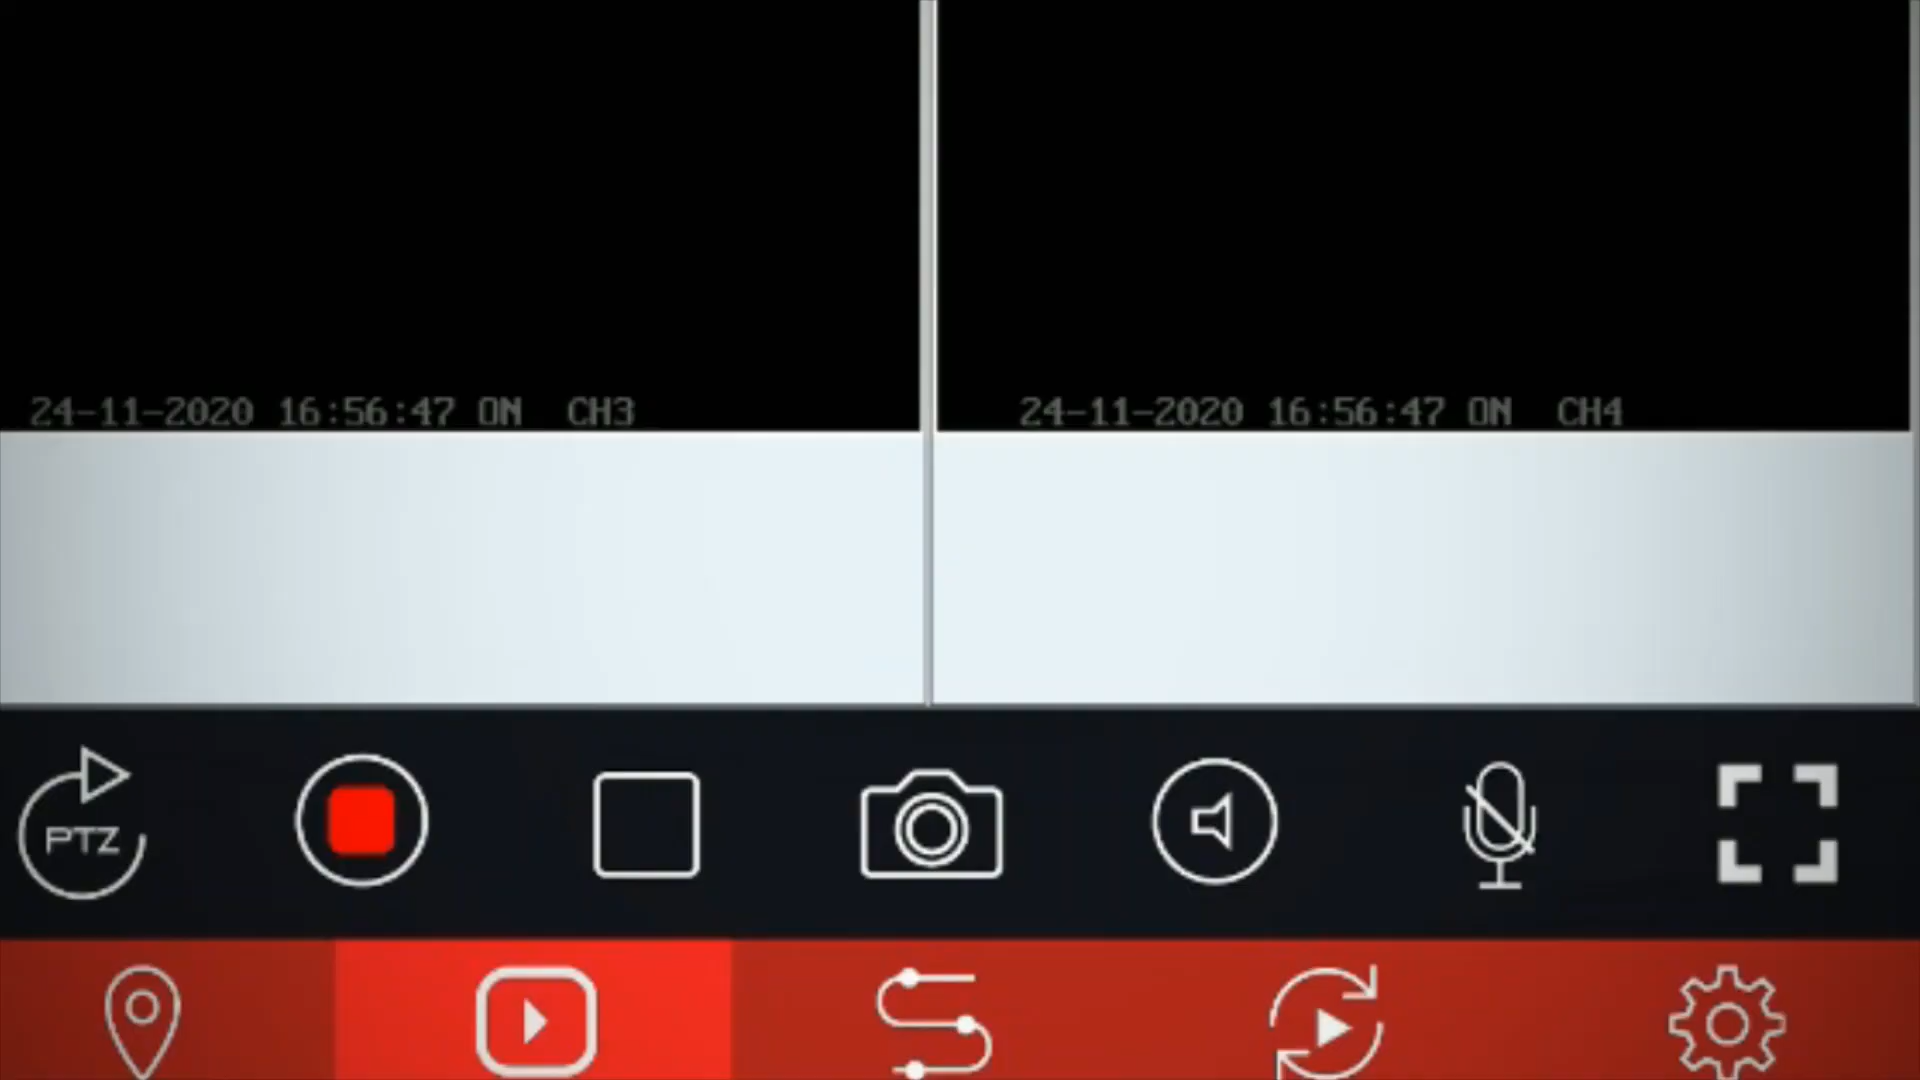 24-11-2020 16:56:47 ON CH3
24-11-2020 16:56:47 ON CH4
PTZ